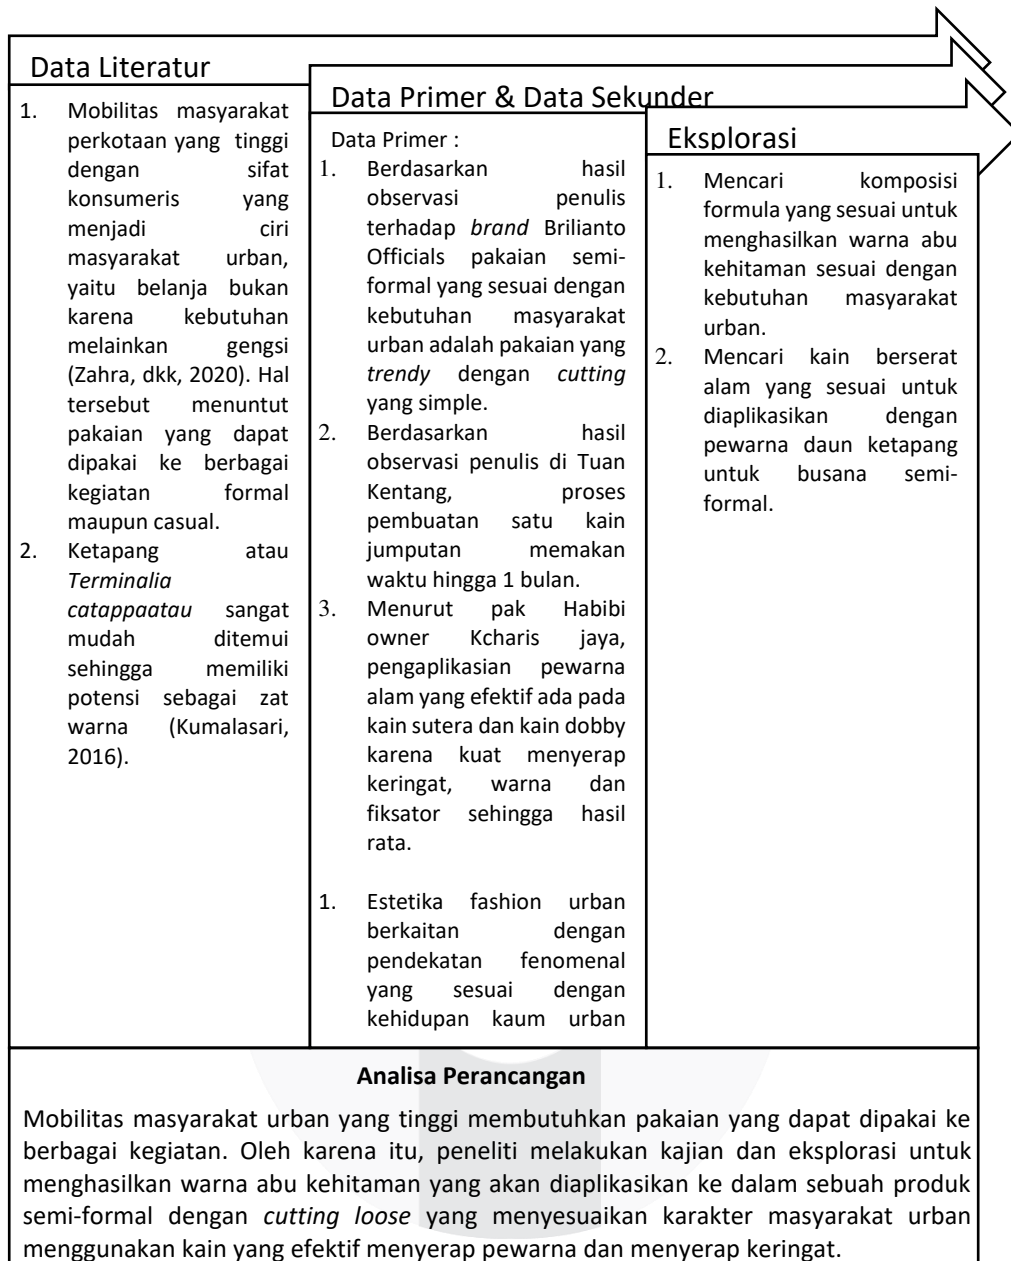 Data Literatur
1. Mobilitas masyarakat
perkotaan yang tinggi
dengan sifat
konsumeris yang
menjadi ciri
masyarakat urban,
yaitu belanja bukan
karena kebutuhan
melainkan gengsi
(Zahra, dkk, 2020). Hal
tersebut menuntut
pakaian yang dapat
dipakai ke berbagai
kegiatan formal
maupun casual.
2. Ketapang atau
Terminalia
catappaatau sangat
mudah ditemui
sehingga memiliki
potensi sebagai zat
warna (Kumalasari,
2016).
Data Primer & Data Sekunder
Data Primer :
1. Berdasarkan hasil
observasi penulis
terhadap brand Brilianto
Officials pakaian semi-
formal yang sesuai dengan
kebutuhan masyarakat
urban adalah pakaian yang
trendy dengan cutting
yang simple.
2. Berdasarkan hasil
observasi penulis di Tuan
Kentang, proses
pembuatan satu kain
jumputan memakan
waktu hingga 1 bulan.
3. Menurut pak Habibi
owner Kcharis jaya,
pengaplikasian pewarna
alam yang efektif ada pada
kain sutera dan kain dobby
karena kuat menyerap
keringat, warna dan
fiksator sehingga hasil
rata.
1. Estetika fashion urban
berkaitan dengan
pendekatan fenomenal
yang sesuai dengan
kehidupan kaum urban
Eksplorasi
1. Mencari komposisi
formula yang sesuai untuk
menghasilkan warna abu
kehitaman sesuai dengan
kebutuhan masyarakat
urban.
2. Mencari kain berserat
alam yang sesuai untuk
diaplikasikan dengan
pewarna daun ketapang
untuk busana semi-
formal.
Analisa Perancangan
Mobilitas masyarakat urban yang tinggi membutuhkan pakaian yang dapat dipakai ke
berbagai kegiatan. Oleh karena itu, peneliti melakukan kajian dan eksplorasi untuk
menghasilkan warna abu kehitaman yang akan diaplikasikan ke dalam sebuah produk
semi-formal dengan cutting loose yang menyesuaikan karakter masyarakat urban
menggunakan kain yang efektif menyerap pewarna dan menyerap keringat.